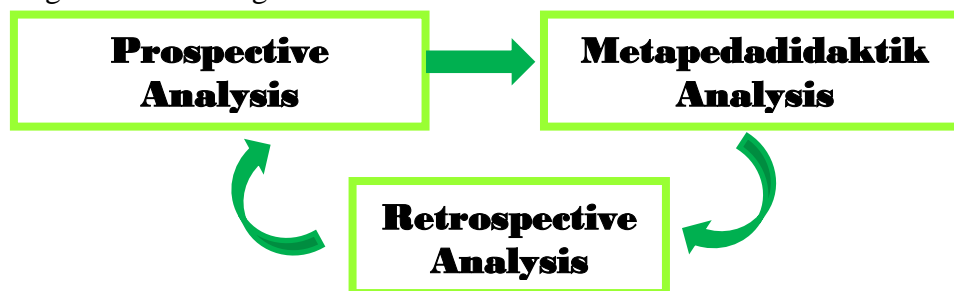 Prospective
Analysis
Metapedadidaktik
Analysis
Retrospective
Analysis